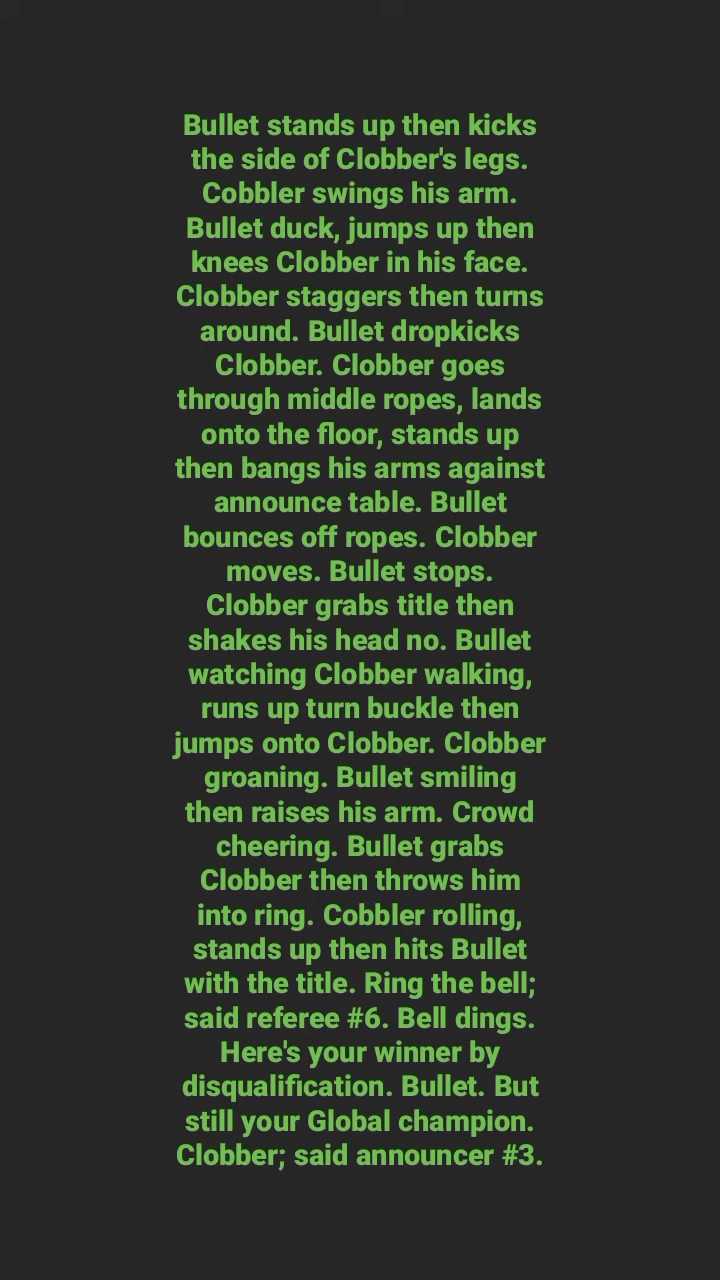 Bullet stands up then kicks
the side of Clobber's legs.
Cobbler swings his arm.
Bullet duck, jumps up then
knees Clobber in his face.
Clobber staggers then turns
around. Bullet dropkicks
Clobber. Clobber goes
through middle ropes, lands
onto the floor, stands up
then bangs his arms against
announce table. Bullet
bounces off ropes. Clobber
moves. Bullet stops.
Clobber grabs title then
shakes his head no. Bullet
watching Clobber walking,
runs up turn buckle then
jumps onto Clobber. Clobber
groaning. Bullet smiling
then raises his arm. Crowd
cheering. Bullet grabs
Clobber then throws him
into ring. Cobbler rolling,
stands up then hits Bullet
with the title. Ring the bell;
said referee #6. Bell dings.
Here's your winner by
disqualification. Bullet. But
still your Global champion.
Clobber; said announcer #3.